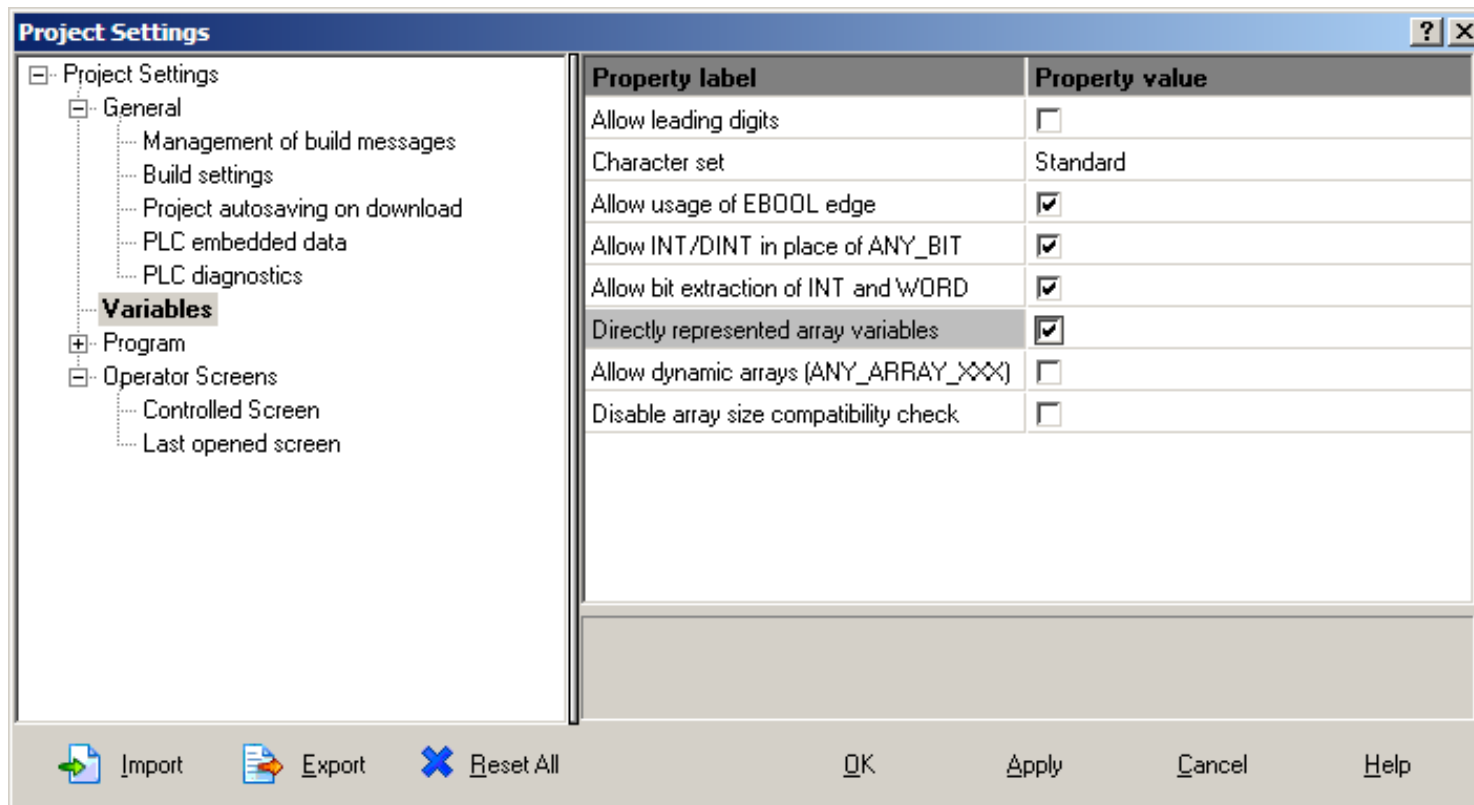 Project Settings
Project Settings
General
Management of build messages
Build settings
Project autosaving on download
PLC embedded data
PLC diagnostics
Variables
Program
Operator Screens
Controlled Screen
Last opened screen
Property label Property value
Allow leading digits
Character set Standard
Allow usage of EBOOL edge
Allow INT/DINT in place of ANY_BIT
Allow bit extraction of INT and WORD
Directly represented array variables
Allow dynamic arrays (ANY_ARRAY_XXX)
Disable array size compatibility check
Import Export Reset All OK Apply Cancel Help